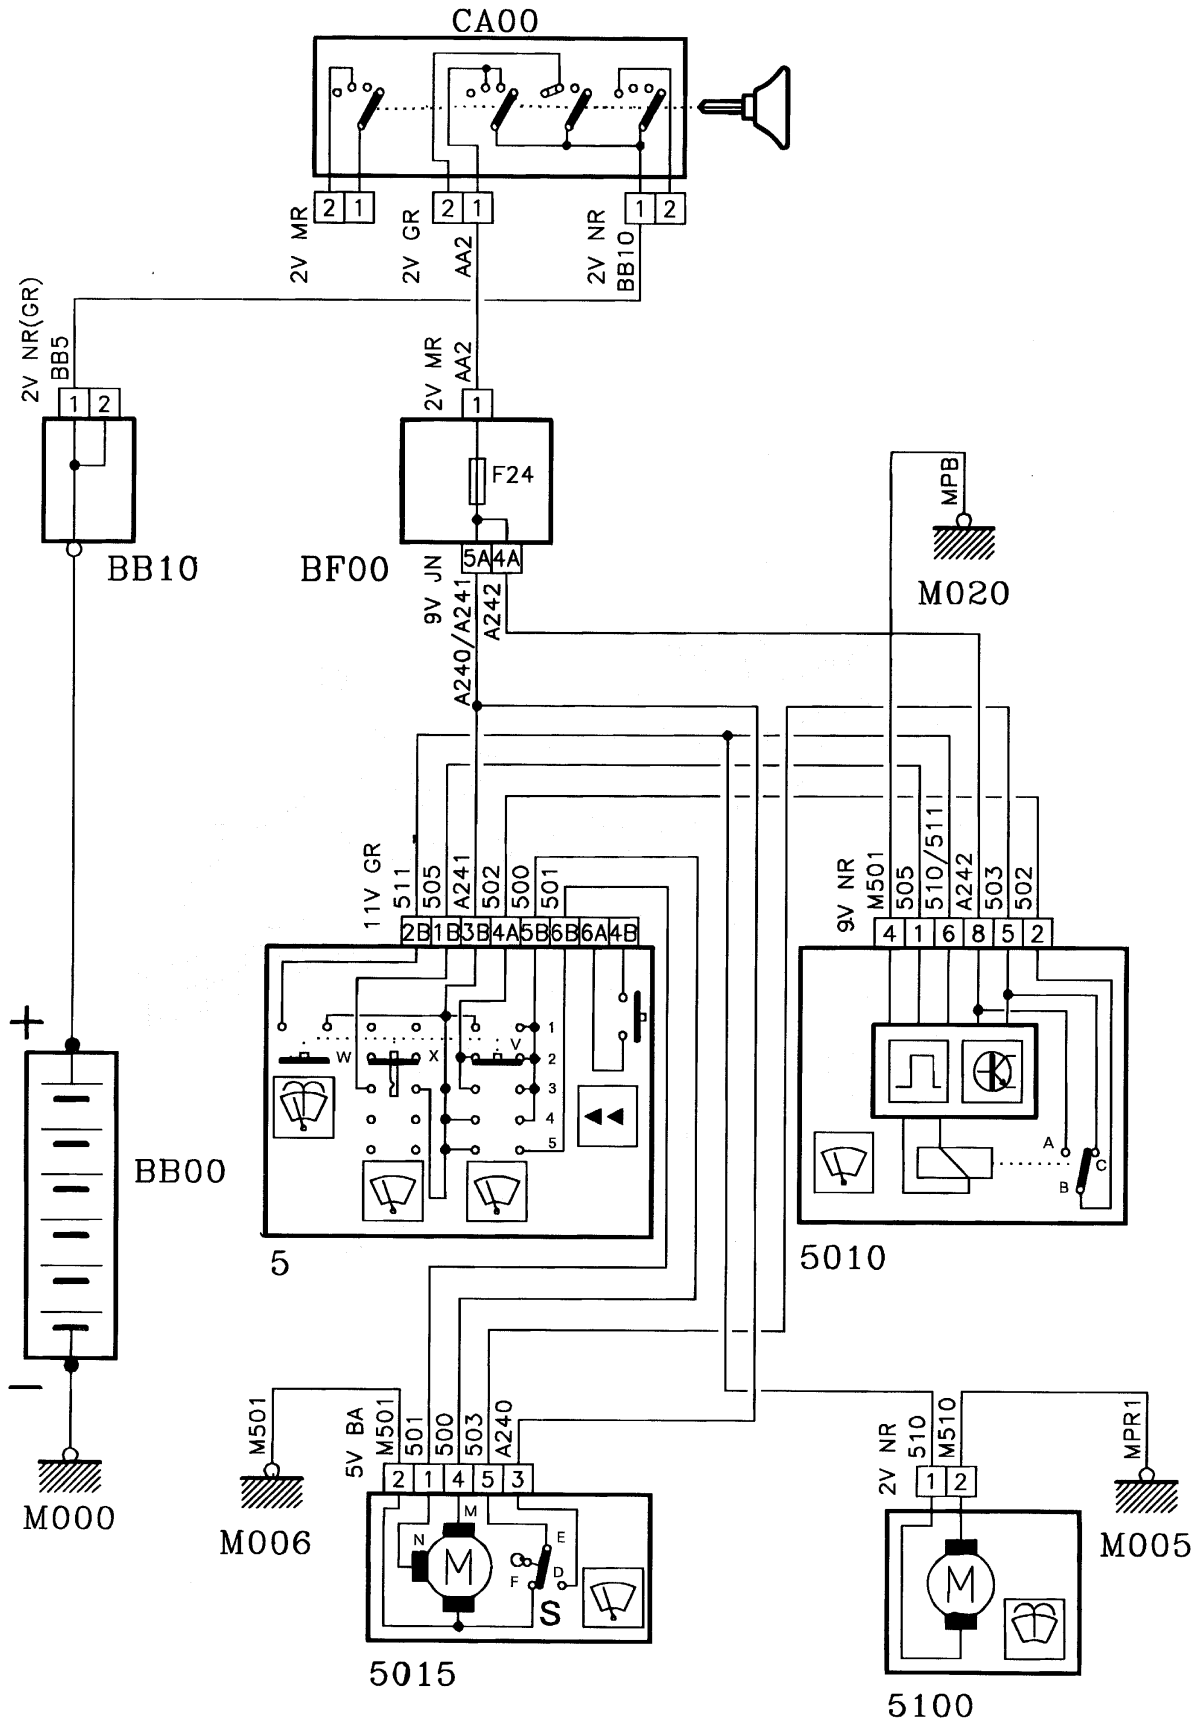 CA00
2 1
2 1
1 2
2V MR
2V GR
AA2
2V NR
BB10
2V NR(GR)
BB5
2V MR
AA2
1 2
1
F24
BB10
BF00
5A 4A
9V JN
A240/A241
A242
MPB
M020
11V GR
511
505
A241
502
500
501
9V NR
M501
505
510/511
A242
503
502
2B 1B 3B 4A 5B 6B 6A 4B
4 1 6 8 5 2
+
W X V
1
2
3
4
5
A
B
C
BB00
5
5010
−
M501
5V BA
M501
501
500
503
A240
2V NR
510
M510
MPR1
2 1 4 5 3
1 2
M000
M006
M005
N M E
M
F D
S
M
5015
5100